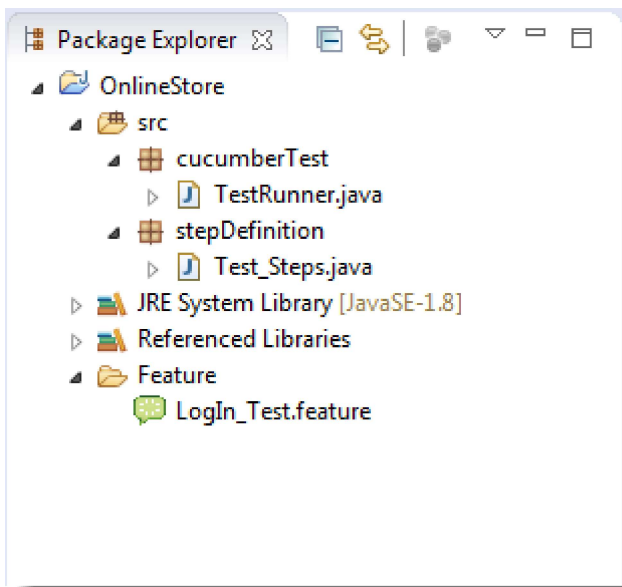 Package Explorer
OnlineStore
src
cucumberTest
TestRunner.java
stepDefinition
Test_Steps.java
JRE System Library [JavaSE-1.8]
Referenced Libraries
Feature
LogIn_Test.feature